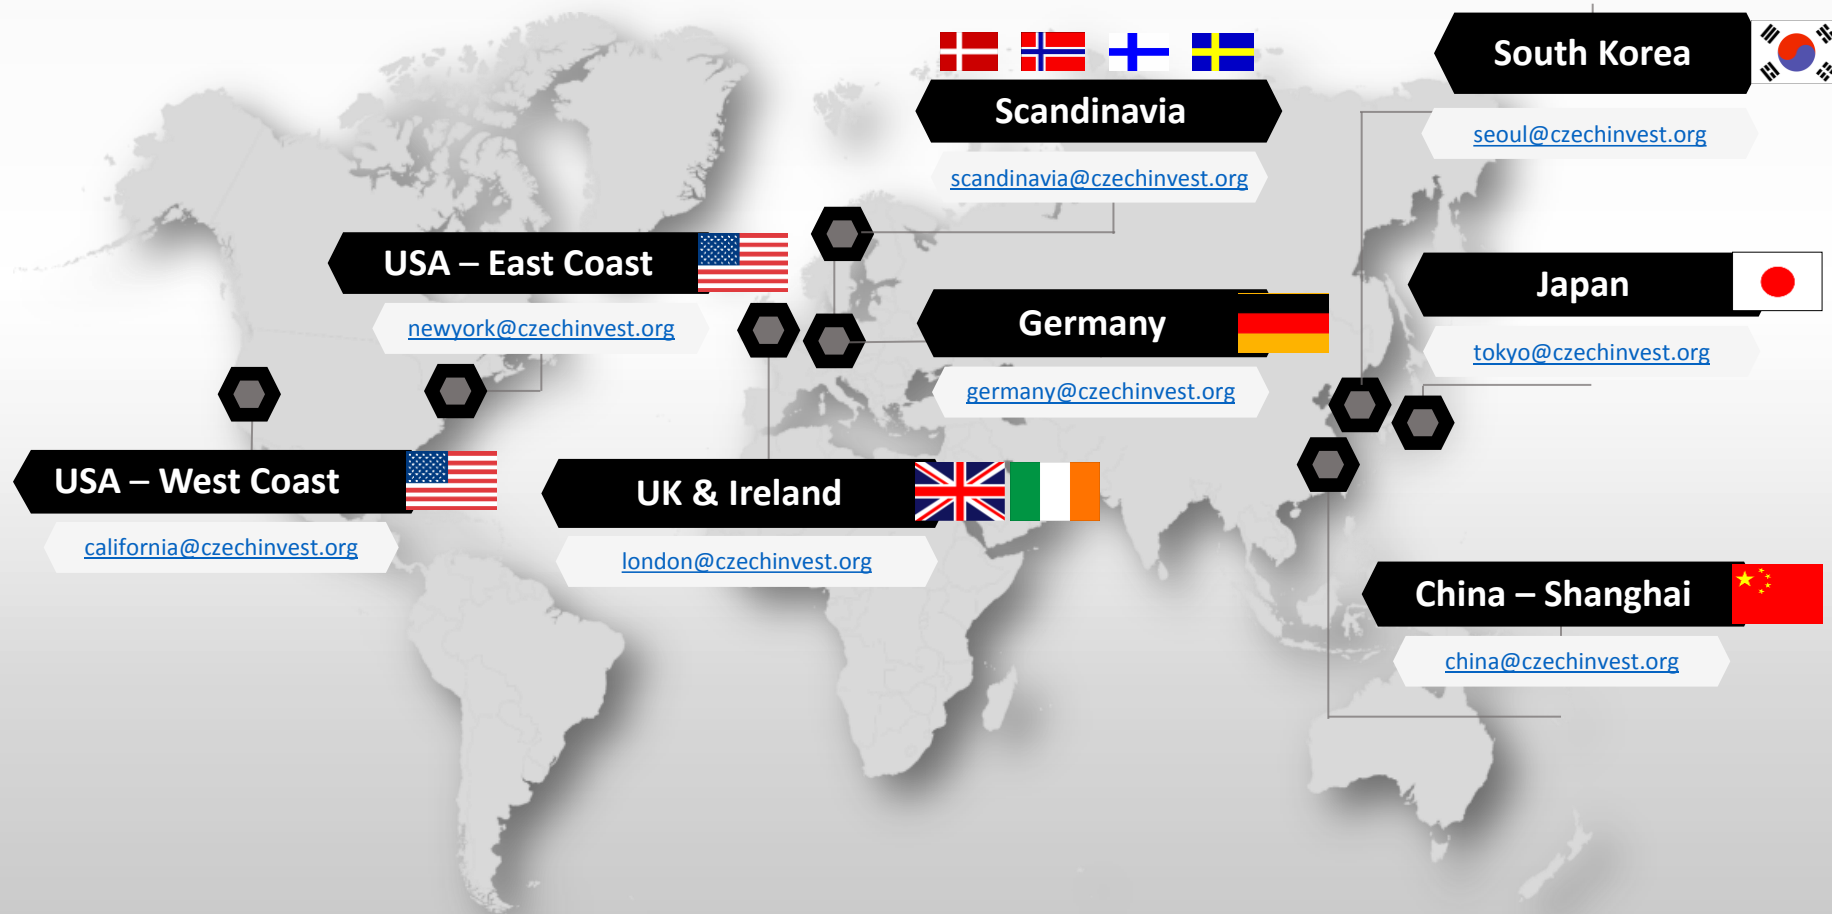 South Korea
seoul@czechinvest.org
Scandinavia
scandinavia@czechinvest.org
USA – East Coast
newyork@czechinvest.org
Germany
germany@czechinvest.org
Japan
tokyo@czechinvest.org
USA – West Coast
california@czechinvest.org
UK & Ireland
london@czechinvest.org
China – Shanghai
china@czechinvest.org